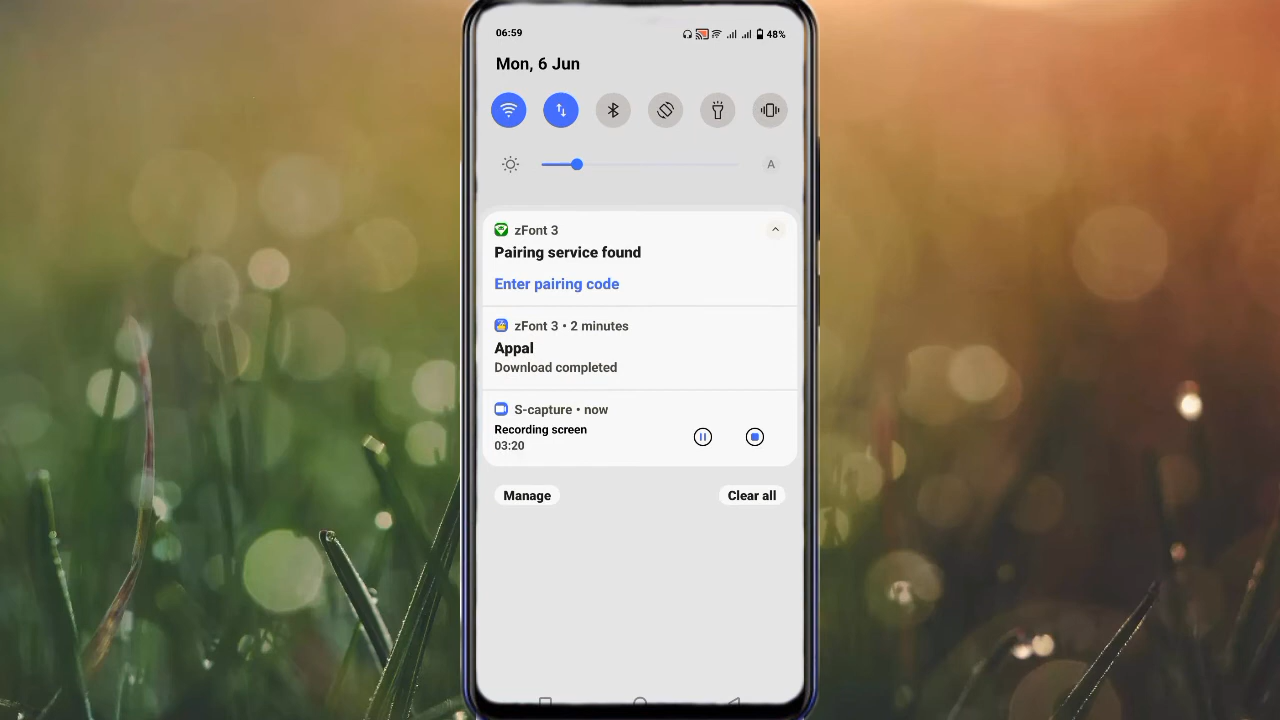 06:59
48%
Mon, 6 Jun
A
zFont 3
Pairing service found
Enter pairing code
zFont 3 • 2 minutes
Appal
Download completed
S-capture • now
Recording screen
03:20
Manage
Clear all